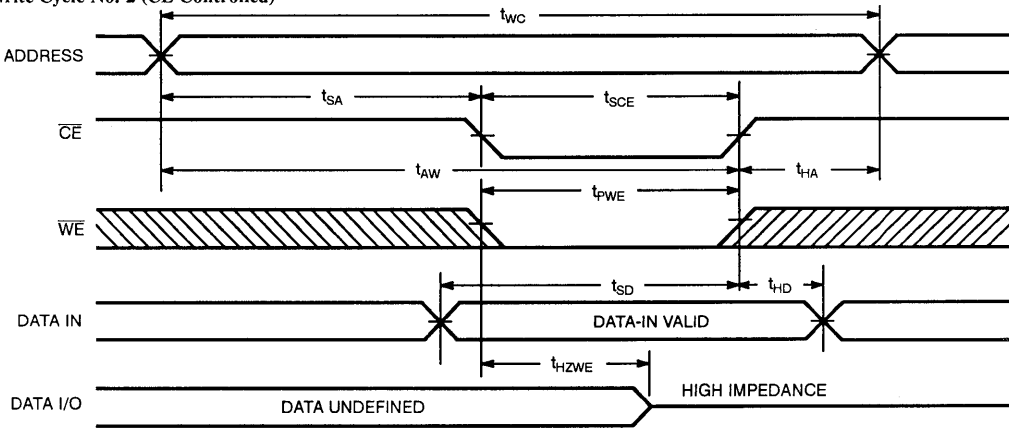 Write Cycle No. 2 (CE Controlled)
tWC
ADDRESS
tSA
tSCE
CE
tAW
tHA
tPWE
WE
tSD
tHD
DATA IN
DATA-IN VALID
tHZWE
DATA I/O
DATA UNDEFINED
HIGH IMPEDANCE